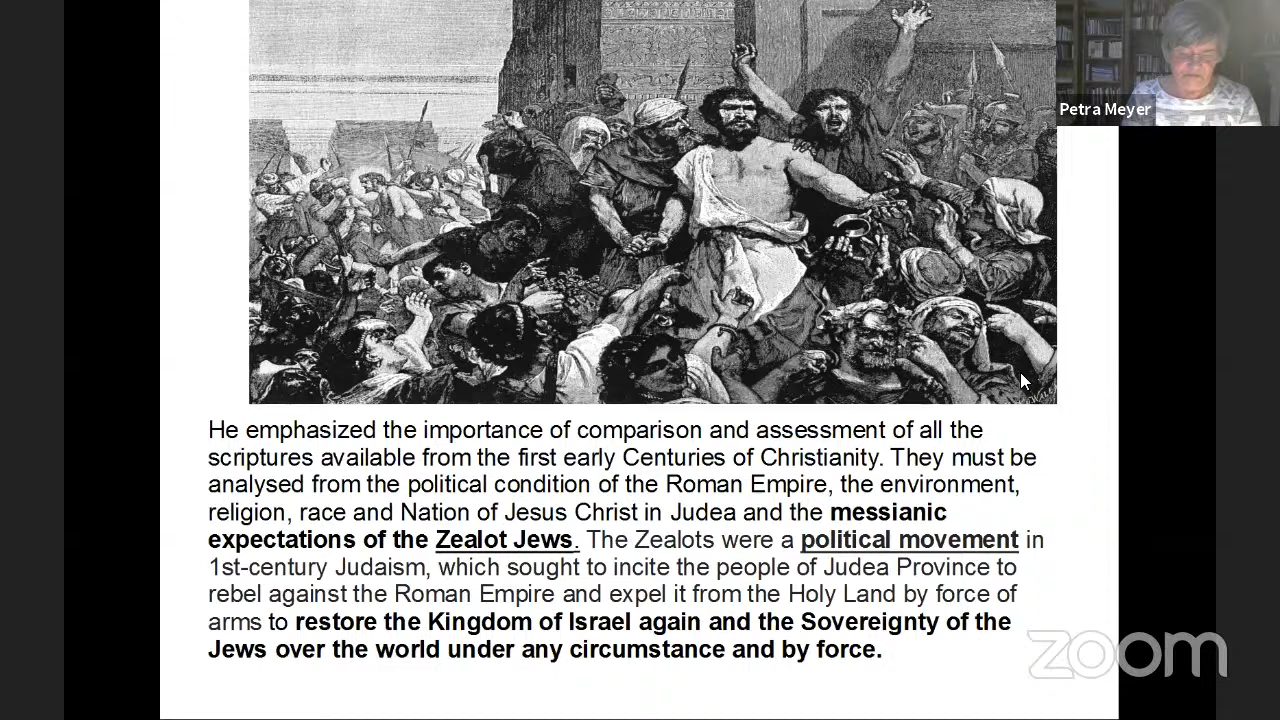 Petra Meyer
He emphasized the importance of comparison and assessment of all the
scriptures available from the first early Centuries of Christianity. They must be
analysed from the political condition of the Roman Empire, the environment,
religion, race and Nation of Jesus Christ in Judea and the messianic
expectations of the Zealot Jews. The Zealots were a political movement in
1st-century Judaism, which sought to incite the people of Judea Province to
rebel against the Roman Empire and expel it from the Holy Land by force of
arms to restore the Kingdom of Israel again and the Sovereignty of the
Jews over the world under any circumstance and by force.
zoom